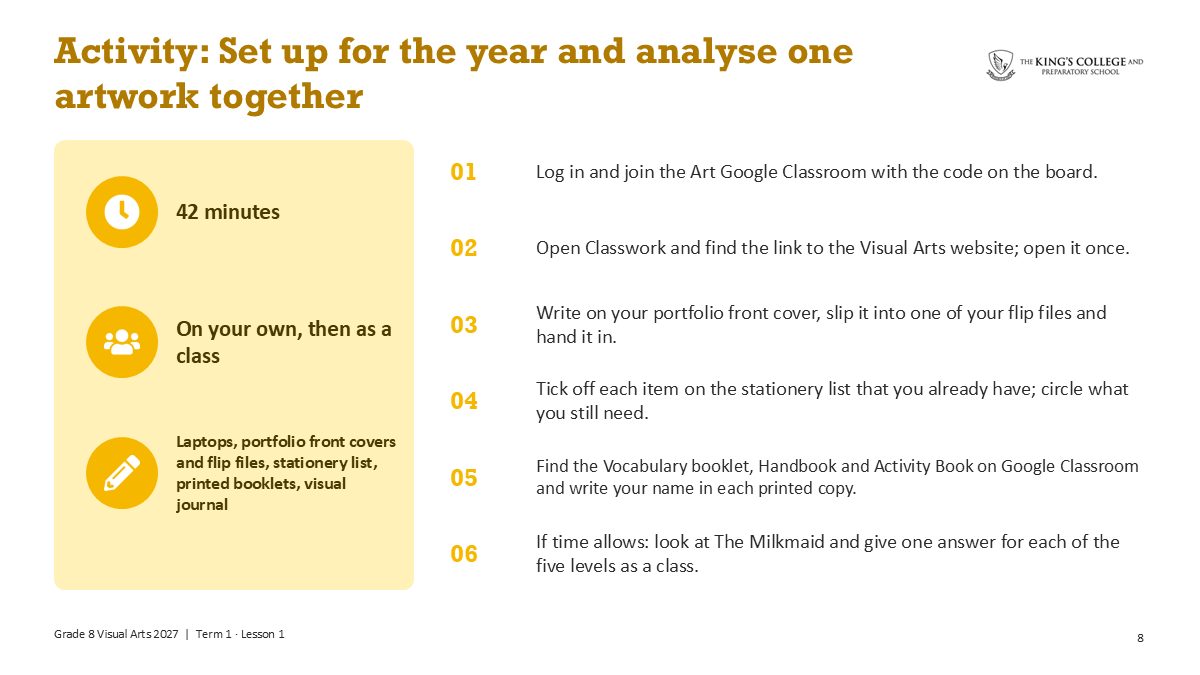 Activity: Set up for the year and analyse one
artwork together
THE KING'S COLLEGE AND
PREPARATORY SCHOOL
42 minutes
On your own, then as a
class
Laptops, portfolio front covers
and flip files, stationery list,
printed booklets, visual
journal
01
Log in and join the Art Google Classroom with the code on the board.
02
Open Classwork and find the link to the Visual Arts website; open it once.
03
Write on your portfolio front cover, slip it into one of your flip files and
hand it in.
04
Tick off each item on the stationery list that you already have; circle what
you still need.
05
Find the Vocabulary booklet, Handbook and Activity Book on Google Classroom
and write your name in each printed copy.
06
If time allows: look at The Milkmaid and give one answer for each of the
five levels as a class.
Grade 8 Visual Arts 2027 | Term 1 · Lesson 1
8